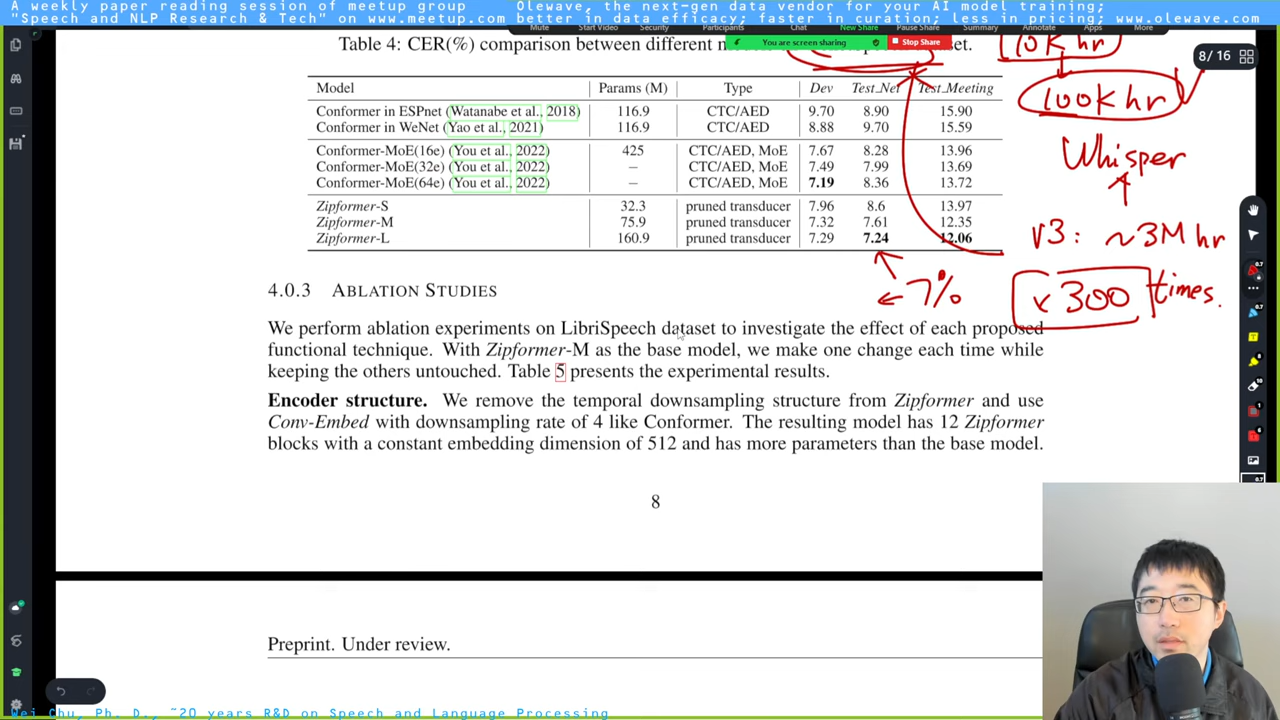 A weekly paper reading session of meetup group Olewave, the next-gen data vendor for your AI model training;
"Speech and NLP Research & Tech" on www.meetup.com better in data efficacy; faster in curation; less in pricing; www.olewave.com
Mute Start Video Security Participants Chat New Share Pause Share Summary Annotate Apps More
You are screen sharing Stop Share
Table 4: CER(%) comparison between different
10K hr
8 / 16
100K hr
Model Params (M) Type Dev Test_Net Test_Meeting
Conformer in ESPnet (Watanabe et al., 2018) 116.9 CTC/AED 9.70 8.90 15.90
Conformer in WeNet (Yao et al., 2021) 116.9 CTC/AED 8.88 9.70 15.59
Conformer-MoE(16e) (You et al., 2022) 425 CTC/AED, MoE 7.67 8.28 13.96
Conformer-MoE(32e) (You et al., 2022) – CTC/AED, MoE 7.49 7.99 13.69
Conformer-MoE(64e) (You et al., 2022) – CTC/AED, MoE 7.19 8.36 13.72
Zipformer-S 32.3 pruned transducer 7.96 8.6 13.97
Zipformer-M 75.9 pruned transducer 7.32 7.61 12.35
Zipformer-L 160.9 pruned transducer 7.29 7.24 12.06
Whisper
v3: ~3M hr
x300 times.
← 7%
4.0.3 ABLATION STUDIES
We perform ablation experiments on LibriSpeech dataset to investigate the effect of each proposed
functional technique. With Zipformer-M as the base model, we make one change each time while
keeping the others untouched. Table 5 presents the experimental results.
Encoder structure. We remove the temporal downsampling structure from Zipformer and use
Conv-Embed with downsampling rate of 4 like Conformer. The resulting model has 12 Zipformer
blocks with a constant embedding dimension of 512 and has more parameters than the base model.
8
Preprint. Under review.
Wei Chu, Ph. D., ~20 years R&D on Speech and Language Processing